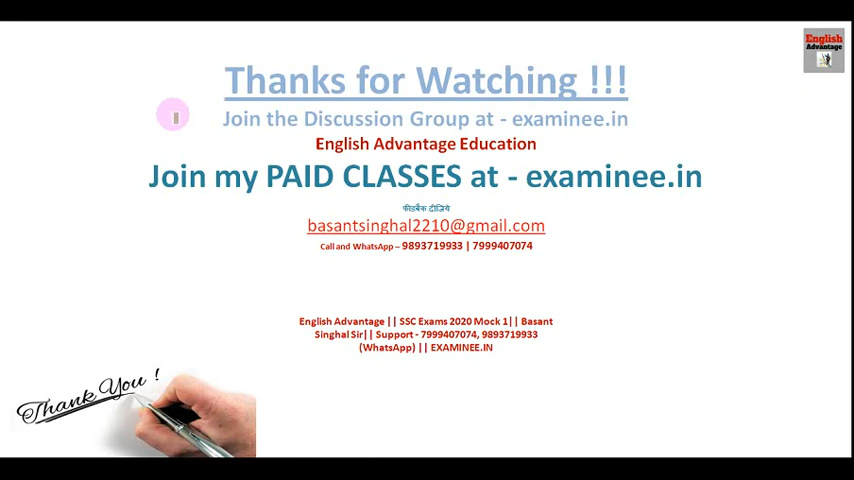 English
Advantage
Thanks for Watching !!!
Join the Discussion Group at - examinee.in
English Advantage Education
Join my PAID CLASSES at - examinee.in
फीडबैक दीजिये
basantsinghal2210@gmail.com
Call and WhatsApp – 9893719933 | 7999407074
English Advantage || SSC Exams 2020 Mock 1|| Basant
Singhal Sir|| Support - 7999407074, 9893719933
(WhatsApp) || EXAMINEE.IN
Thank You !